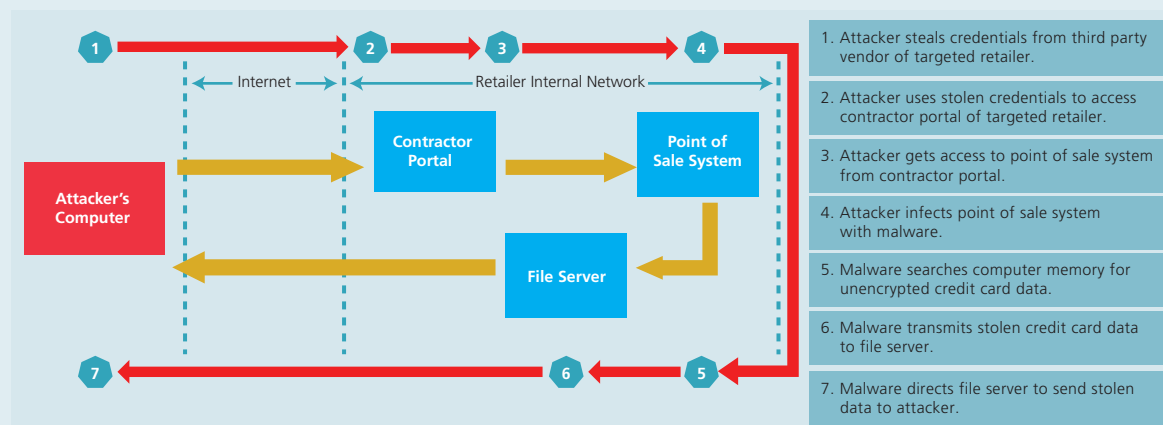 1
2
3
4
Internet
Retailer Internal Network
Contractor
Portal
Point of
Sale System
Attacker's
Computer
File Server
7
6
5
1. Attacker steals credentials from third party
vendor of targeted retailer.
2. Attacker uses stolen credentials to access
contractor portal of targeted retailer.
3. Attacker gets access to point of sale system
from contractor portal.
4. Attacker infects point of sale system
with malware.
5. Malware searches computer memory for
unencrypted credit card data.
6. Malware transmits stolen credit card data
to file server.
7. Malware directs file server to send stolen
data to attacker.